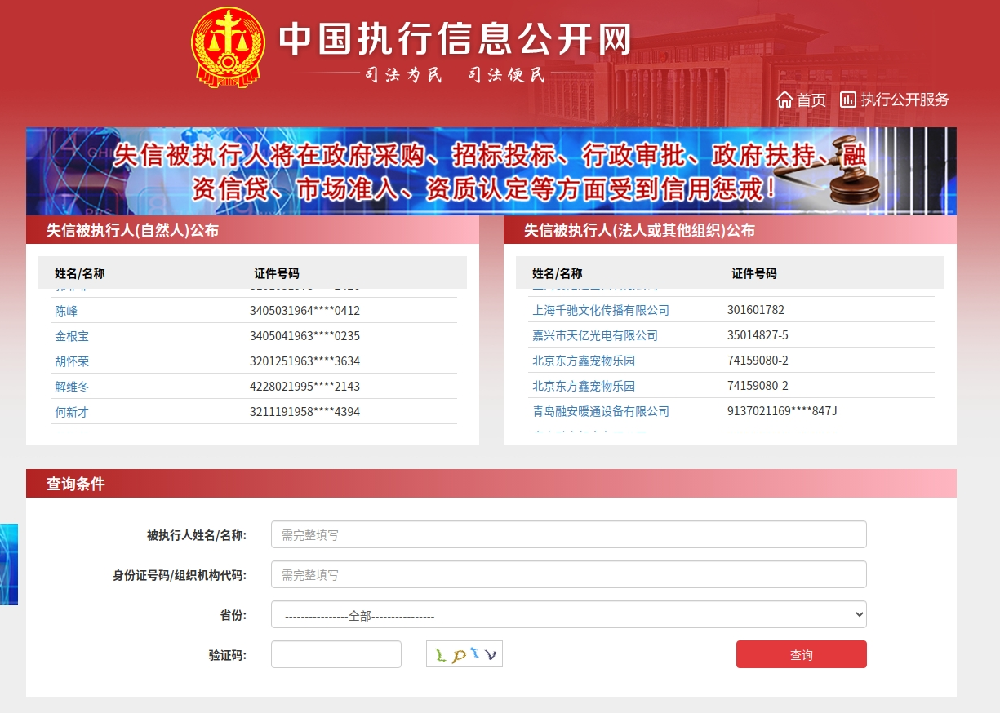 中国执行信息公开网
司法为民 司法便民
首页 执行公开服务
失信被执行人将在政府采购、招标投标、行政审批、政府扶持、融
资信贷、市场准入、资质认定等方面受到信用惩戒！
失信被执行人(自然人)公布
姓名/名称 证件号码
陈峰 3405031964****0412
金根宝 3405041963****0235
胡怀荣 3201251963****3634
解维冬 4228021995****2143
何新才 3211191958****4394
失信被执行人(法人或其他组织)公布
姓名/名称 证件号码
上海千驰文化传播有限公司 301601782
嘉兴市天亿光电有限公司 35014827-5
北京东方鑫宠物乐园 74159080-2
北京东方鑫宠物乐园 74159080-2
青岛融安暖通设备有限公司 9137021169****847J
查询条件
被执行人姓名/名称: 需完整填写
身份证号码/组织机构代码: 需完整填写
省份: ----------------全部----------------
验证码: Lptv 查询